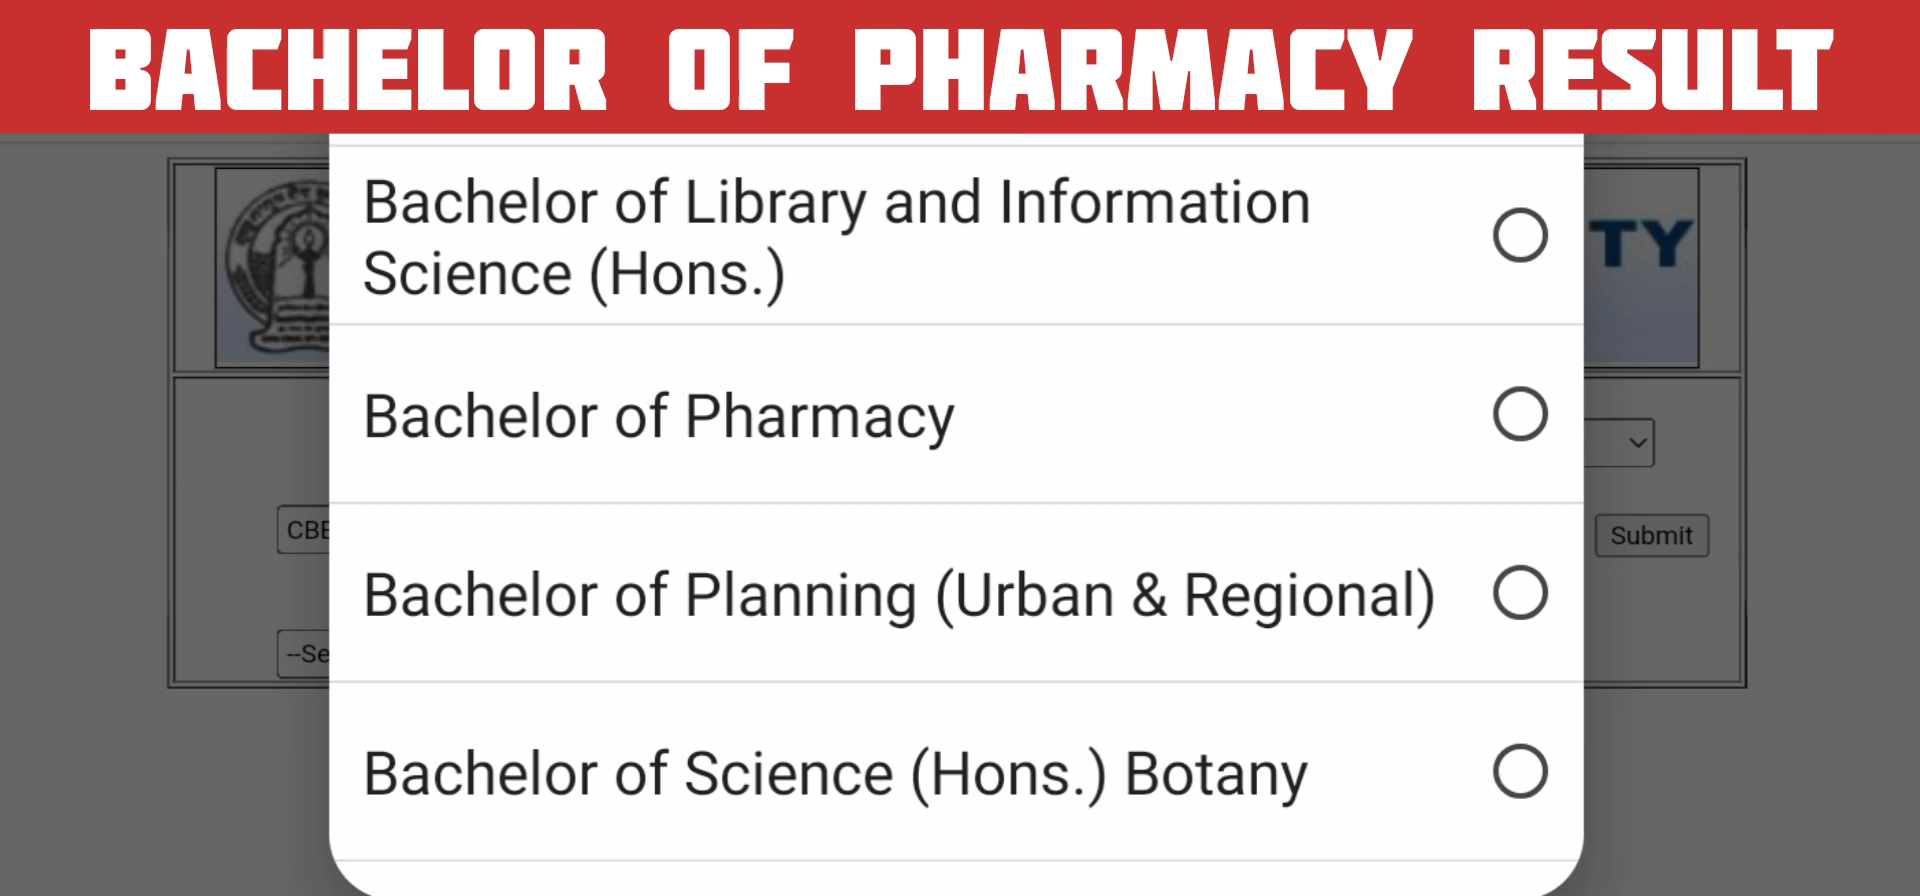 BACHELOR OF PHARMACY RESULT
Bachelor of Library and Information
Science (Hons.)
TY
Bachelor of Pharmacy
CBE
Submit
Bachelor of Planning (Urban & Regional)
--Se
Bachelor of Science (Hons.) Botany